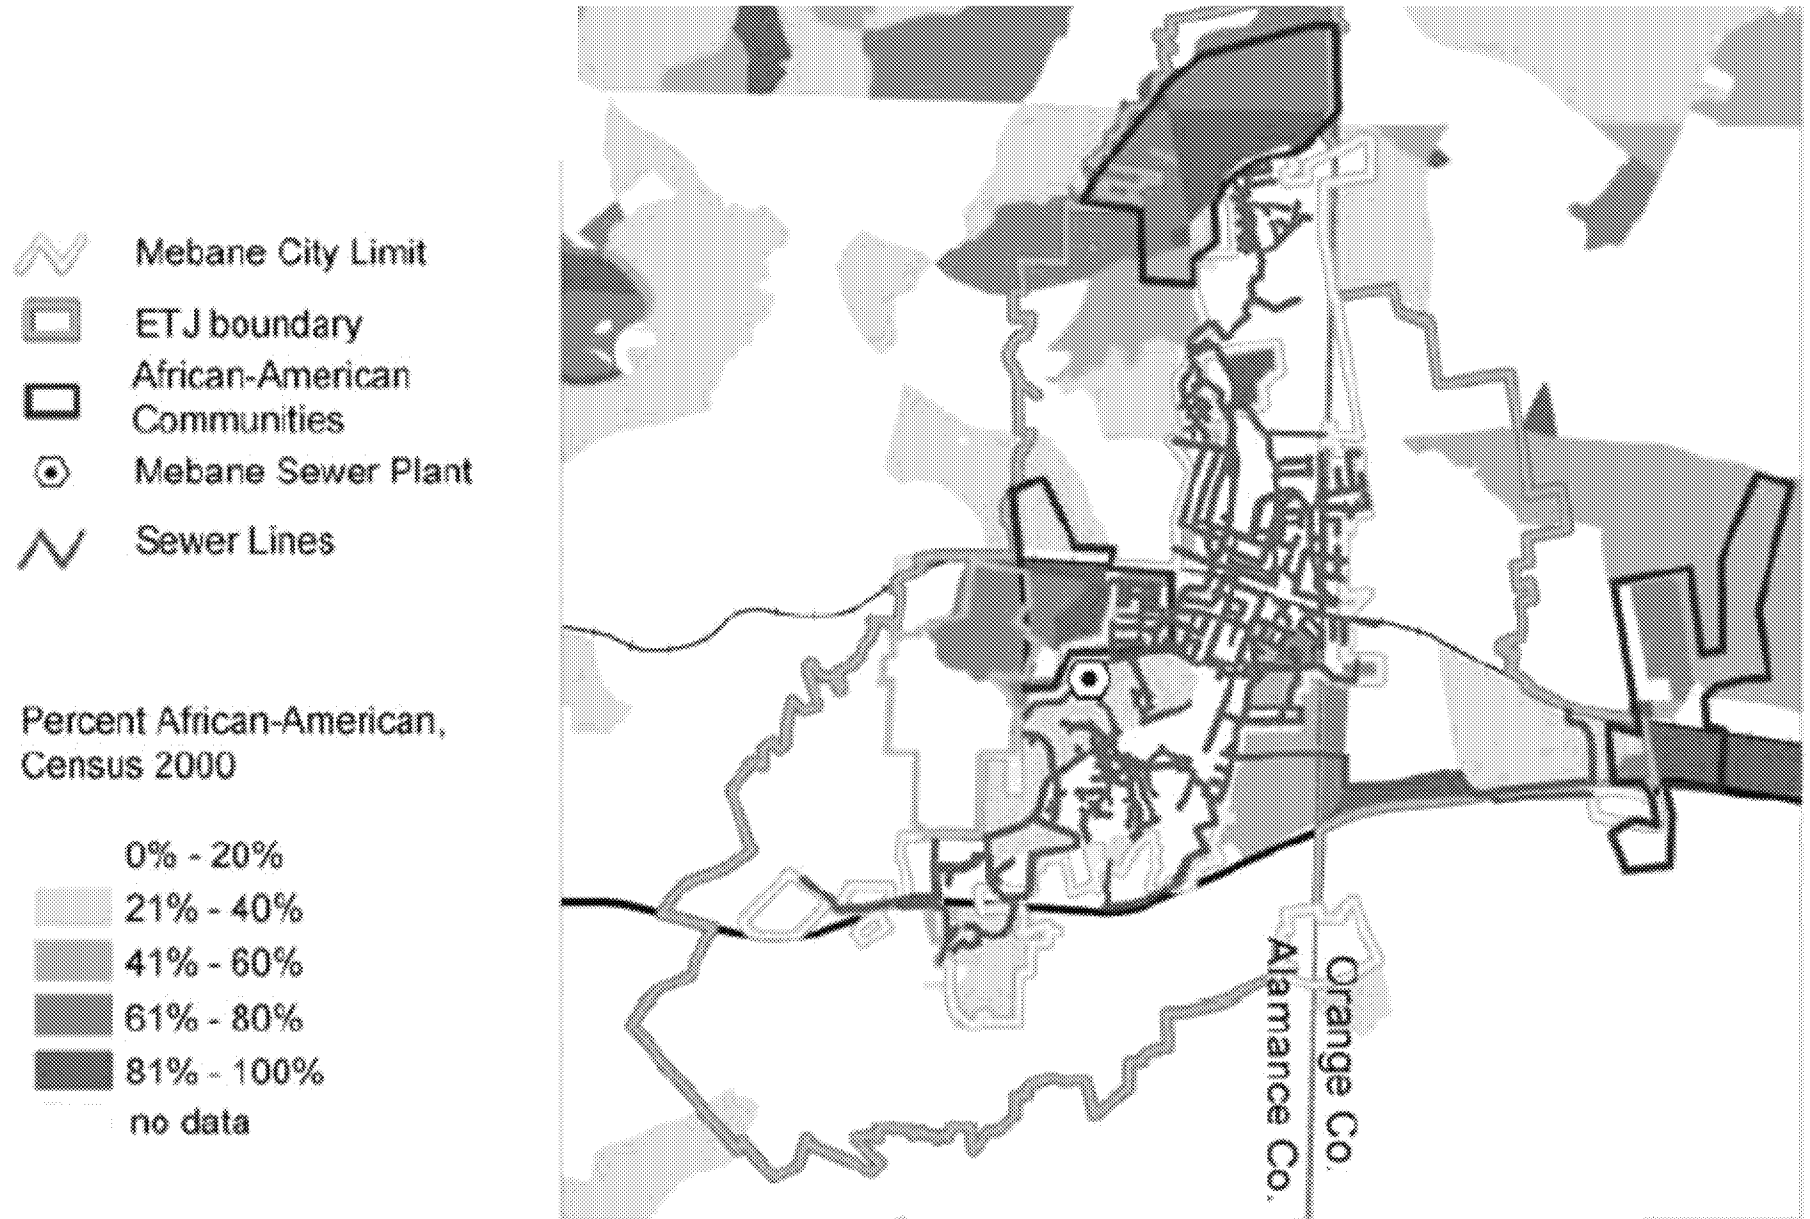 Mebane City Limit
ETJ boundary
African-American
Communities
Mebane Sewer Plant
Sewer Lines
Percent African-American,
Census 2000
0% - 20%
21% - 40%
41% - 60%
61% - 80%
81% - 100%
no data
Orange Co.
Alamance Co.